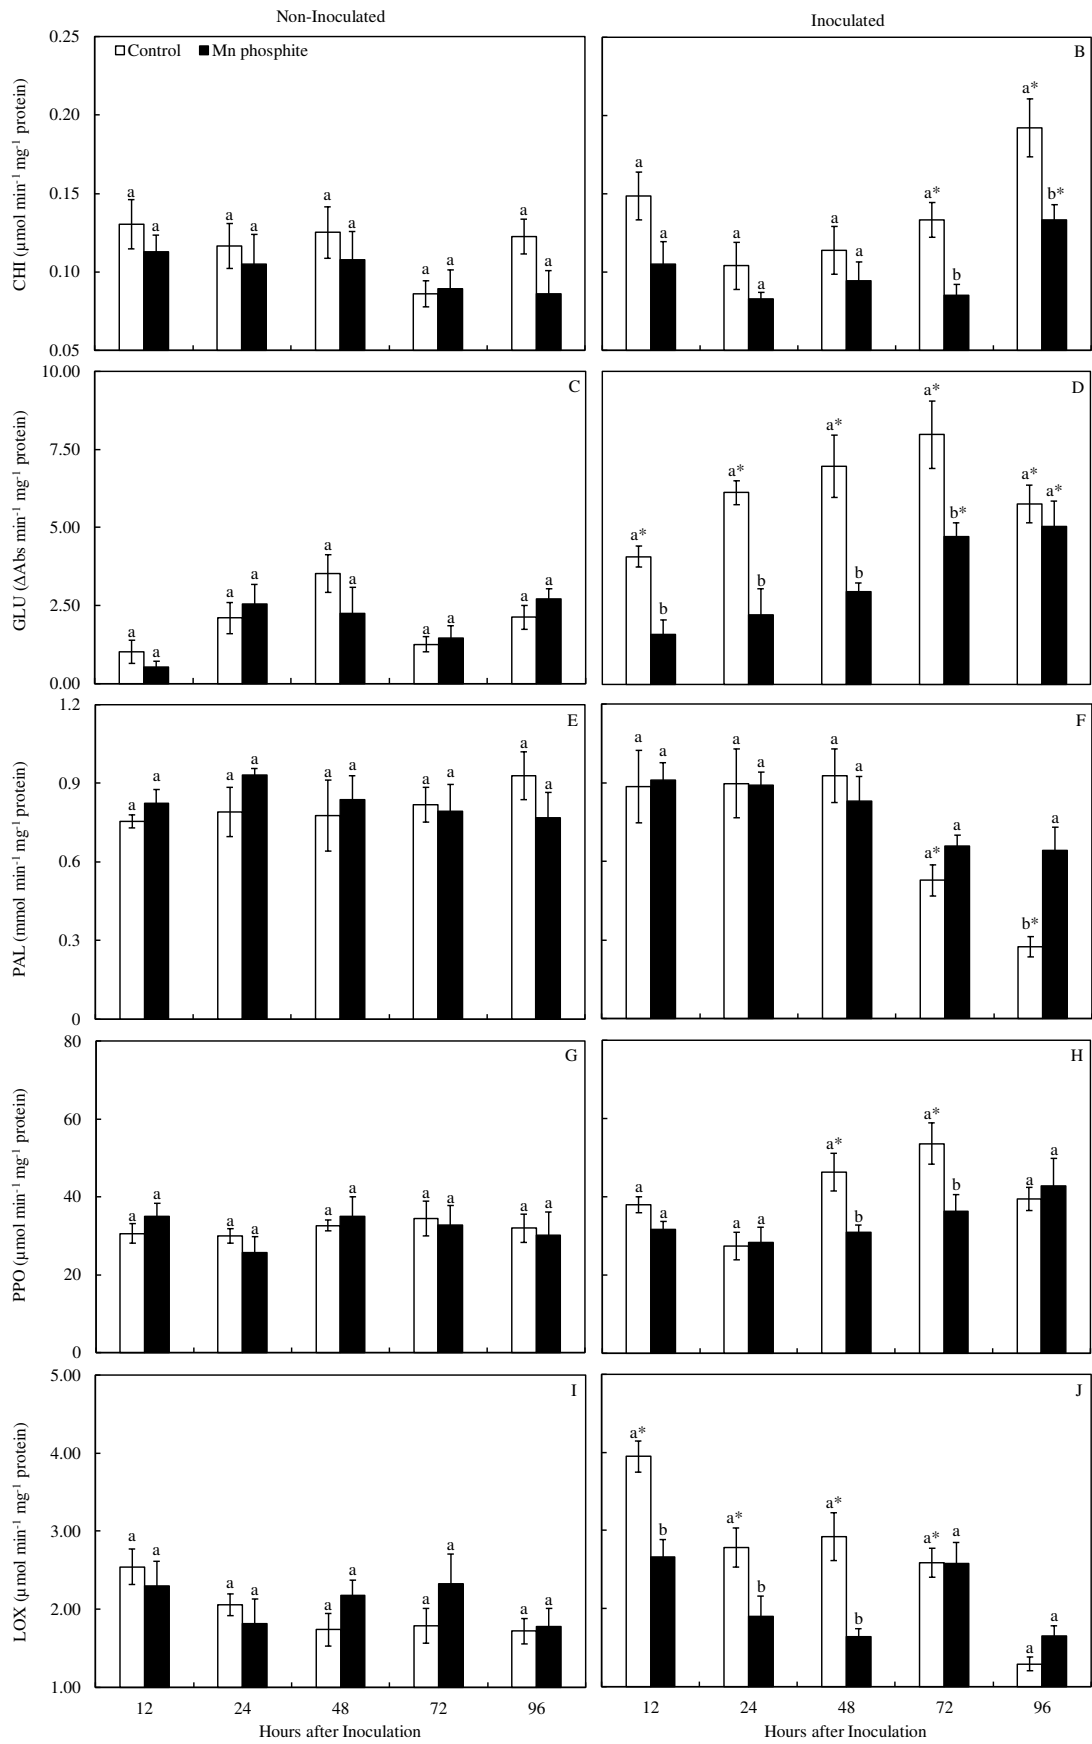 Non-Inoculated Inoculated
CHI (µmol min-1 mg-1 protein)
0.25
0.20
0.15
0.10
0.05
Control Mn phosphite
a a a a a a a a a a
B
a a a a a a a* b a* b*
GLU (ΔAbs min-1 mg-1 protein)
10.00
7.50
5.00
2.50
0.00
C
a a a a a a a a a a
D
a* b a* b a* b a* b* a* a*
PAL (mmol min-1 mg-1 protein)
1.2
0.9
0.6
0.3
0
E
a a a a a a a a a a
F
a a a a a a a* a b* a
PPO (µmol min-1 mg-1 protein)
80
60
40
20
0
G
a a a a a a a a a a
H
a a a a a* b a* b a a
LOX (µmol min-1 mg-1 protein)
5.00
4.00
3.00
2.00
1.00
I
a a a a a a a a a a
J
a* b a* b a* b a* a a a
12 24 48 72 96
Hours after Inoculation
12 24 48 72 96
Hours after Inoculation